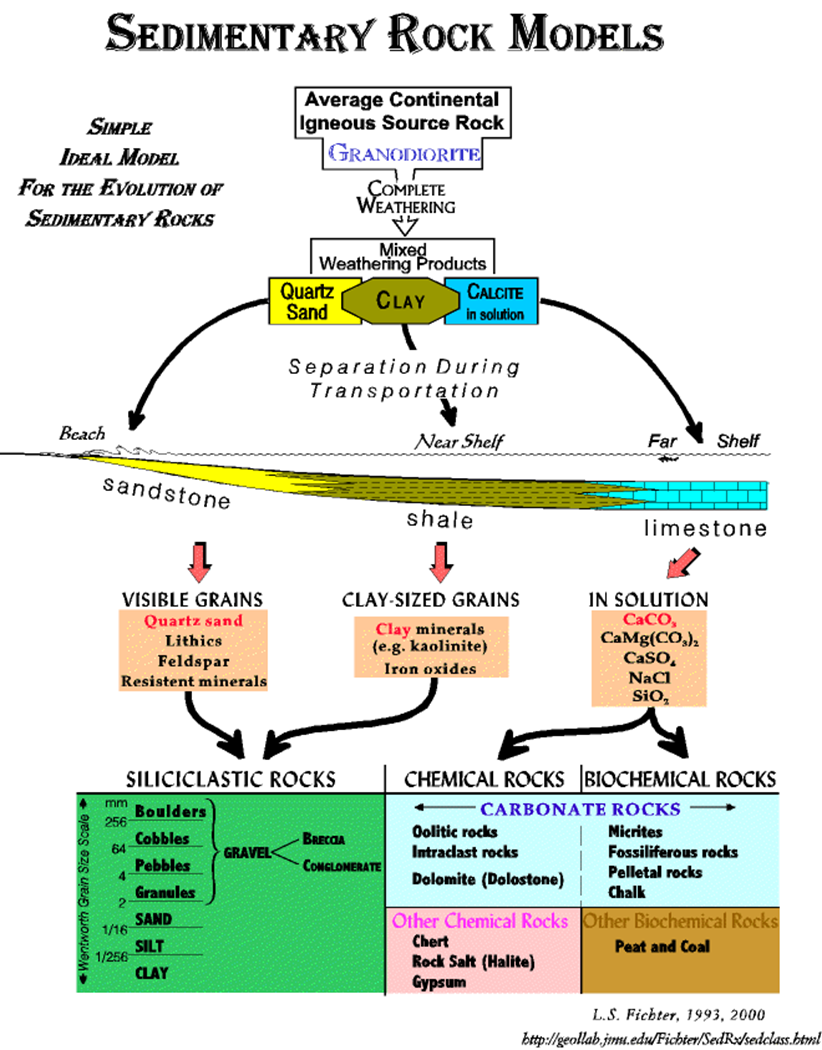 SEDIMENTARY ROCK MODELS
SIMPLE
IDEAL MODEL
FOR THE EVOLUTION OF
SEDIMENTARY ROCKS
Average Continental
Igneous Source Rock
GRANODIORITE
COMPLETE
WEATHERING
Mixed
Weathering Products
Quartz
Sand
CLAY
CALCITE
in solution
Separation During
Transportation
Beach
Near Shelf
Far Shelf
sandstone
shale
limestone
VISIBLE GRAINS
Quartz sand
Lithics
Feldspar
Resistent minerals
CLAY-SIZED GRAINS
Clay minerals
(e.g. kaolinite)
Iron oxides
IN SOLUTION
CaCO₃
CaMg(CO₃)₂
CaSO₄
NaCl
SiO₂
SILICICLASTIC ROCKS
Wentworth Grain Size Scale
mm
Boulders
256
Cobbles
64
Pebbles
4
Granules
2
SAND
1/16
SILT
1/256
CLAY
GRAVEL
BRECCIA
CONGLOMERATE
CHEMICAL ROCKS
BIOCHEMICAL ROCKS
CARBONATE ROCKS
Oolitic rocks
Intraclast rocks
Dolomite (Dolostone)
Micrites
Fossiliferous rocks
Pelletal rocks
Chalk
Other Chemical Rocks
Chert
Rock Salt (Halite)
Gypsum
Other Biochemical Rocks
Peat and Coal
L.S. Fichter, 1993, 2000
http://geollab.jmu.edu/Fichter/SedRx/sedclass.html